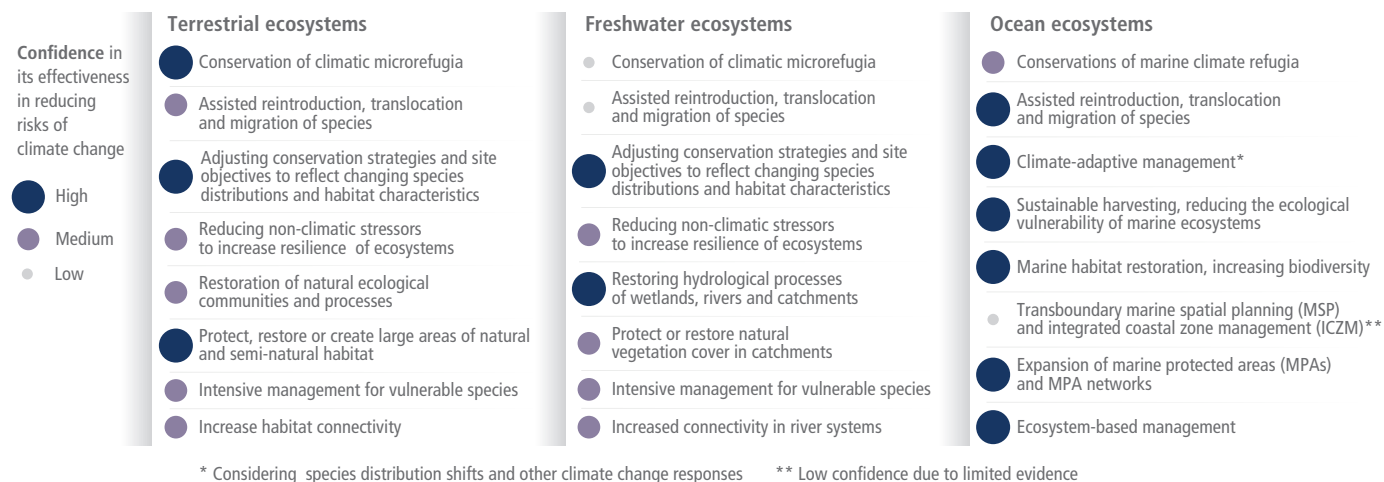 Confidence in
its effectiveness
in reducing
risks of
climate change
High
Medium
Low
Terrestrial ecosystems
Conservation of climatic microrefugia
Assisted reintroduction, translocation
and migration of species
Adjusting conservation strategies and site
objectives to reflect changing species
distributions and habitat characteristics
Reducing non-climatic stressors
to increase resilience of ecosystems
Restoration of natural ecological
communities and processes
Protect, restore or create large areas of natural
and semi-natural habitat
Intensive management for vulnerable species
Increase habitat connectivity
Freshwater ecosystems
Conservation of climatic microrefugia
Assisted reintroduction, translocation
and migration of species
Adjusting conservation strategies and site
objectives to reflect changing species
distributions and habitat characteristics
Reducing non-climatic stressors
to increase resilience of ecosystems
Restoring hydrological processes
of wetlands, rivers and catchments
Protect or restore natural
vegetation cover in catchments
Intensive management for vulnerable species
Increased connectivity in river systems
Ocean ecosystems
Conservations of marine climate refugia
Assisted reintroduction, translocation
and migration of species
Climate-adaptive management*
Sustainable harvesting, reducing the ecological
vulnerability of marine ecosystems
Marine habitat restoration, increasing biodiversity
Transboundary marine spatial planning (MSP)
and integrated coastal zone management (ICZM)**
Expansion of marine protected areas (MPAs)
and MPA networks
Ecosystem-based management
* Considering species distribution shifts and other climate change responses ** Low confidence due to limited evidence